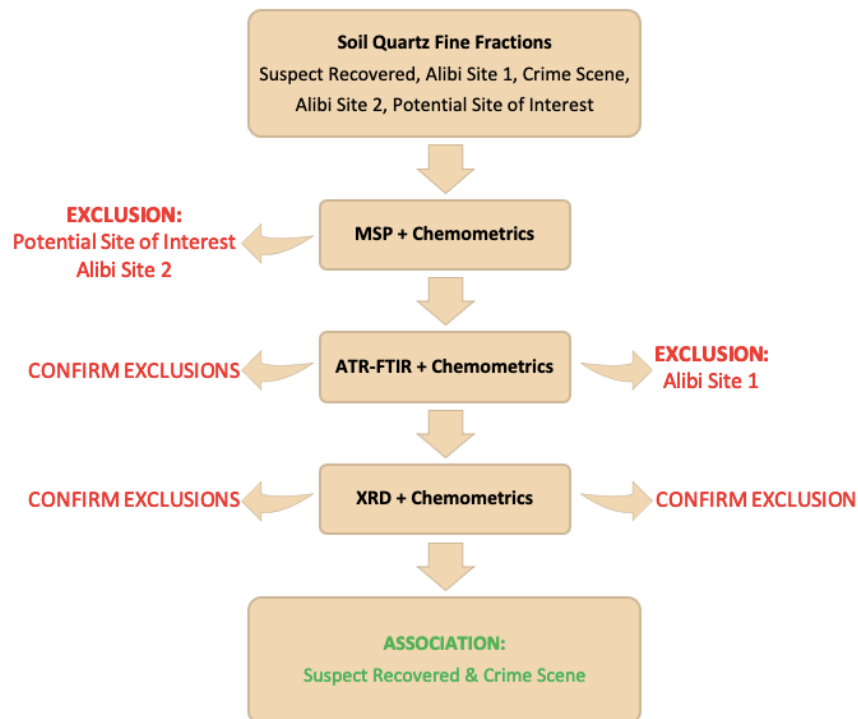 Soil Quartz Fine Fractions
Suspect Recovered, Alibi Site 1, Crime Scene,
Alibi Site 2, Potential Site of Interest
EXCLUSION:
Potential Site of Interest
Alibi Site 2
MSP + Chemometrics
CONFIRM EXCLUSIONS
ATR-FTIR + Chemometrics
EXCLUSION:
Alibi Site 1
CONFIRM EXCLUSIONS
XRD + Chemometrics
CONFIRM EXCLUSION
ASSOCIATION:
Suspect Recovered & Crime Scene